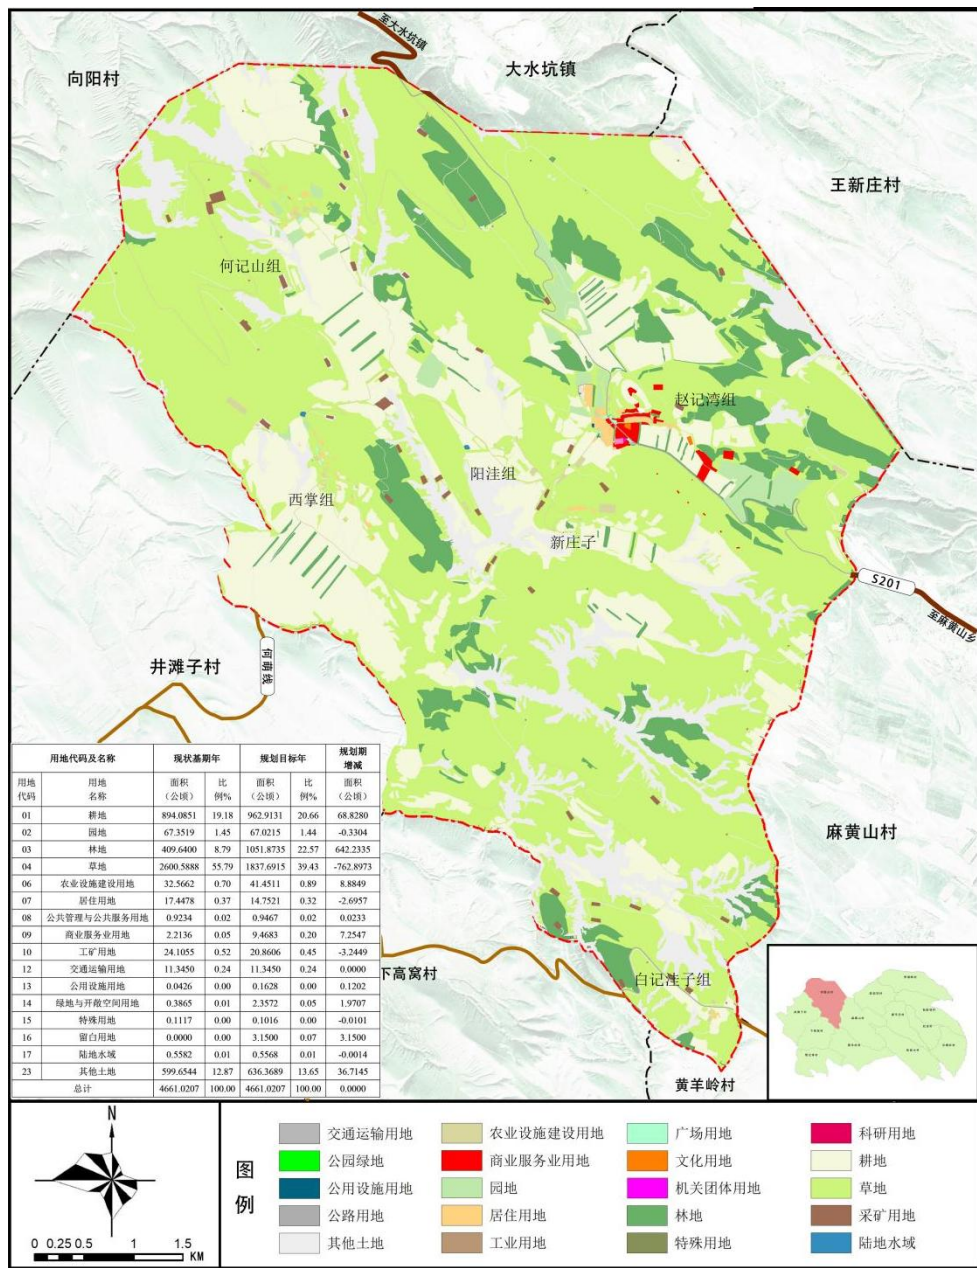 至大水坑镇
大水坑镇
向阳村
王新庄村
何记山组
赵记湾组
阳洼组
西掌组
新庄子
S201
至麻黄山乡
何萌线
井滩子村
麻黄山村
下高窝村
白记洼子组
黄羊岭村
用地代码及名称 现状基期年 规划目标年 规划期增减
用地代码 用地名称 面积（公顷） 比例% 面积（公顷） 比例% 面积（公顷）
01 耕地 894.0851 19.18 962.9131 20.66 68.8280
02 园地 67.3519 1.45 67.0215 1.44 -0.3304
03 林地 409.6400 8.79 1051.8735 22.57 642.2335
04 草地 2600.5888 55.79 1837.6915 39.43 -762.8973
06 农业设施建设用地 32.5662 0.70 41.4511 0.89 8.8849
07 居住用地 17.4478 0.37 14.7521 0.32 -2.6957
08 公共管理与公共服务用地 0.9234 0.02 0.9467 0.02 0.0233
09 商业服务业用地 2.2136 0.05 9.4683 0.20 7.2547
10 工矿用地 24.1055 0.52 20.8606 0.45 -3.2449
12 交通运输用地 11.3450 0.24 11.3450 0.24 0.0000
13 公用设施用地 0.0426 0.00 0.1628 0.00 0.1202
14 绿地与开敞空间用地 0.3865 0.01 2.3572 0.05 1.9707
15 特殊用地 0.1117 0.00 0.1016 0.00 -0.0101
16 留白用地 0.0000 0.00 3.1500 0.07 3.1500
17 陆地水域 0.5582 0.01 0.5568 0.01 -0.0014
23 其他土地 599.6544 12.87 636.3689 13.65 36.7145
总计 4661.0207 100.00 4661.0207 100.00 0.0000
N
0 0.25 0.5 1 1.5
KM
图例
交通运输用地 农业设施建设用地 广场用地 科研用地
公园绿地 商业服务业用地 文化用地 耕地
公用设施用地 园地 机关团体用地 草地
公路用地 居住用地 林地 采矿用地
其他土地 工业用地 特殊用地 陆地水域